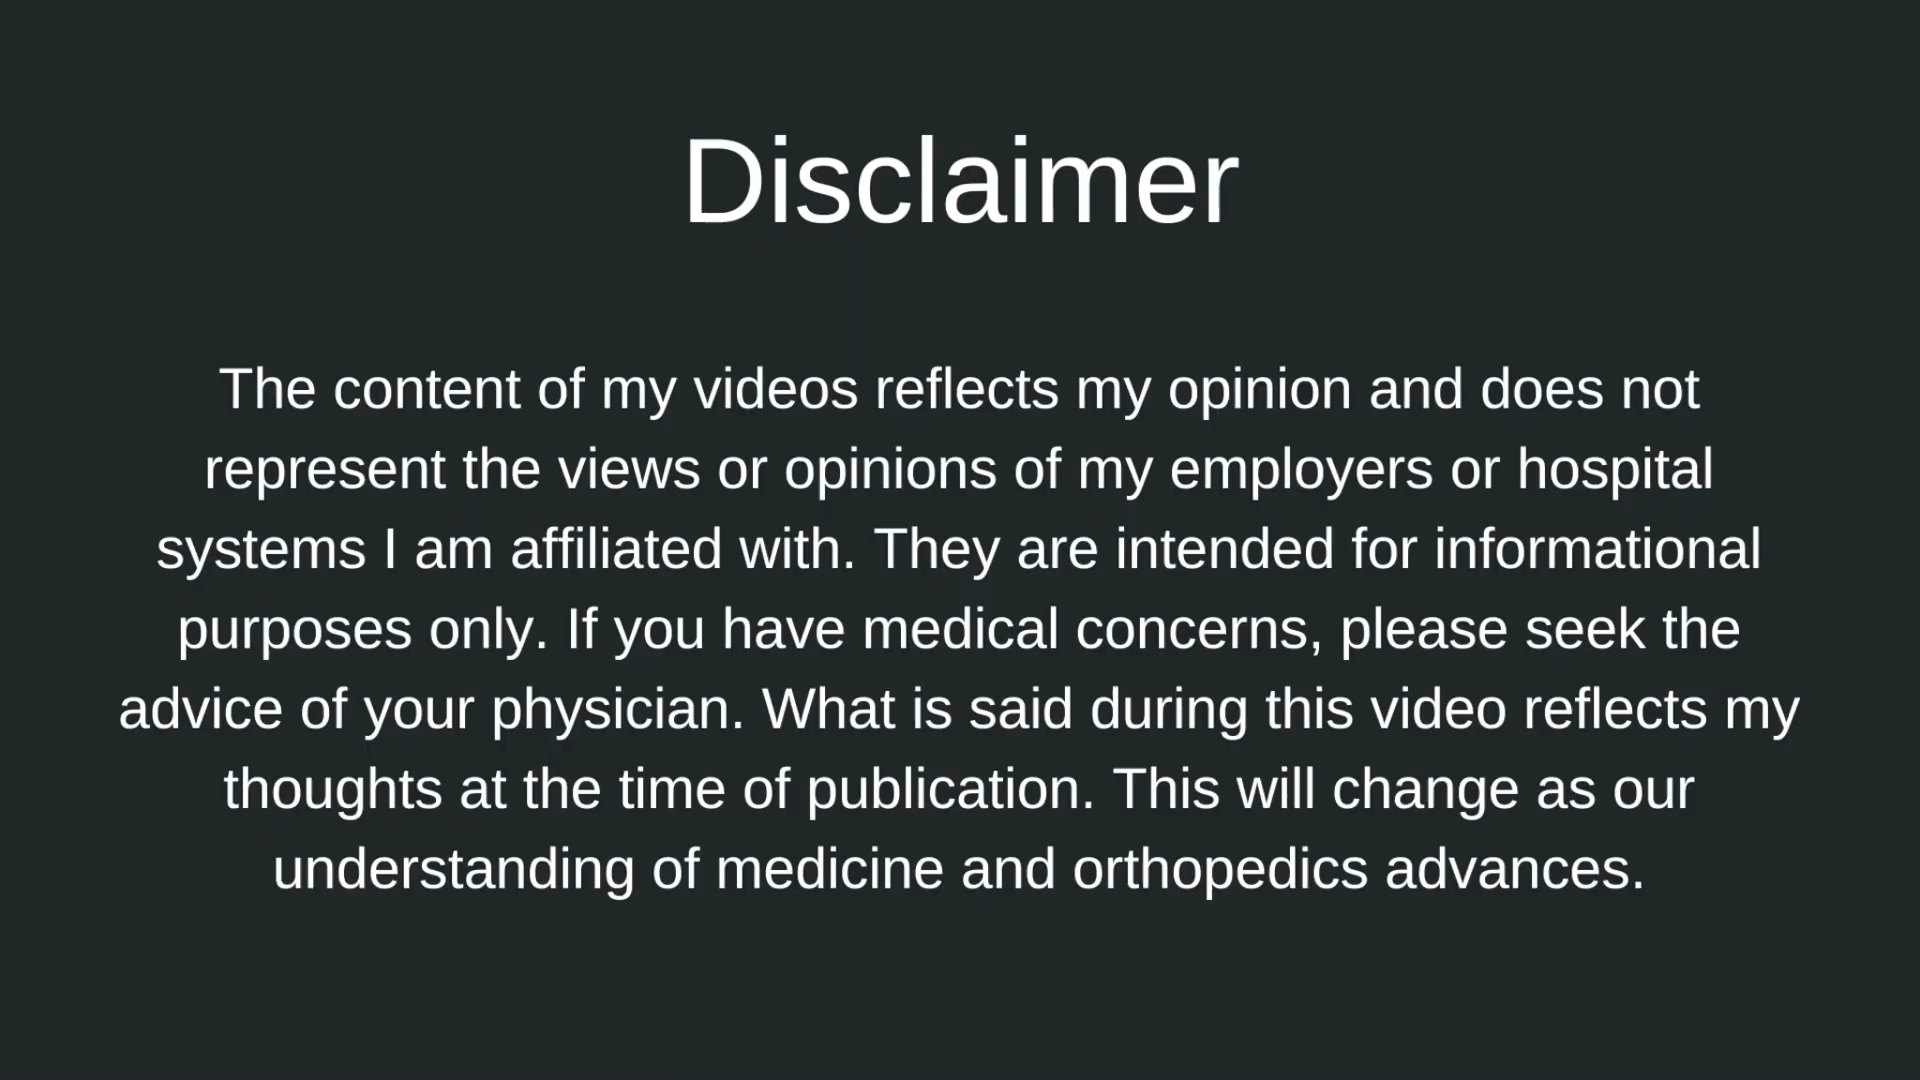 Disclaimer
The content of my videos reflects my opinion and does not
represent the views or opinions of my employers or hospital
systems I am affiliated with. They are intended for informational
purposes only. If you have medical concerns, please seek the
advice of your physician. What is said during this video reflects my
thoughts at the time of publication. This will change as our
understanding of medicine and orthopedics advances.